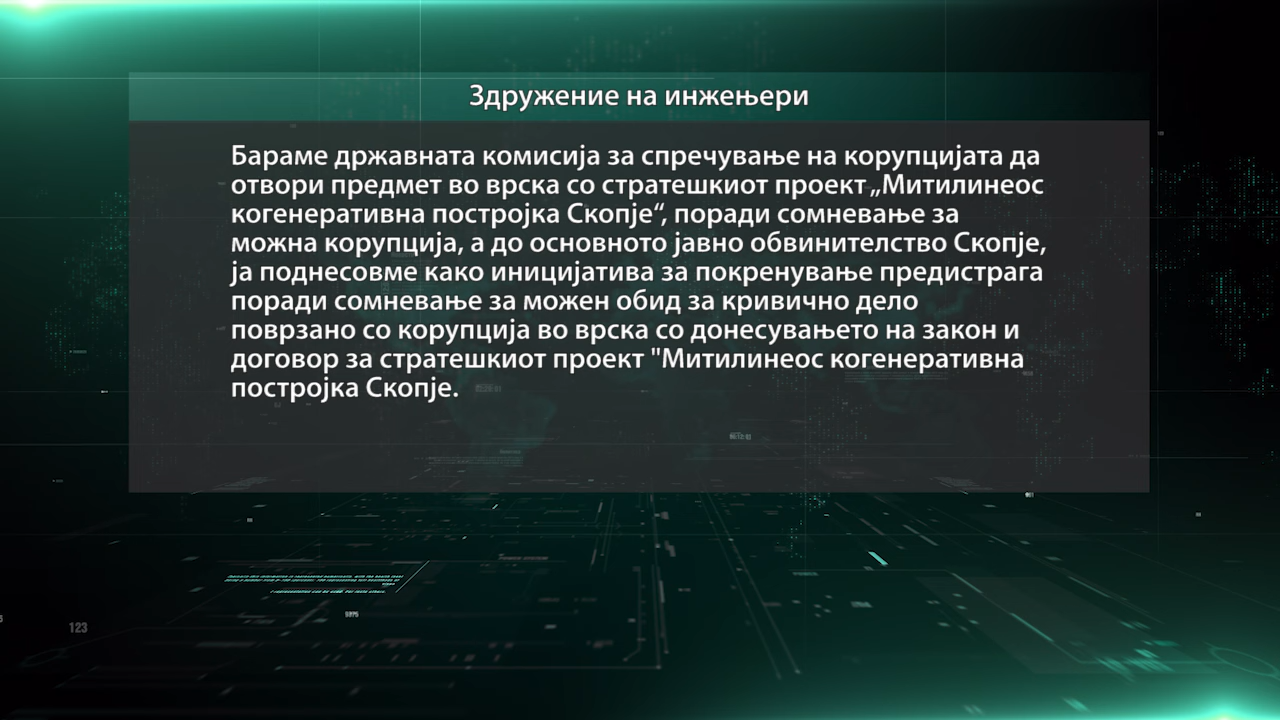 Здружение на инжењери
Бараме државната комисија за спречување на корупцијата да
отвори предмет во врска со стратешкиот проект „Митилинеос
когенеративна постројка Скопје“, поради сомневање за
можна корупција, а до основното јавно обвинителство Скопје,
ја поднесовме како иницијатива за покренување предистрага
поради сомневање за можен обид за кривично дело
поврзано со корупција во врска со донесувањето на закон и
договор за стратешкиот проект "Митилинеос когенеративна
постројка Скопје.
123